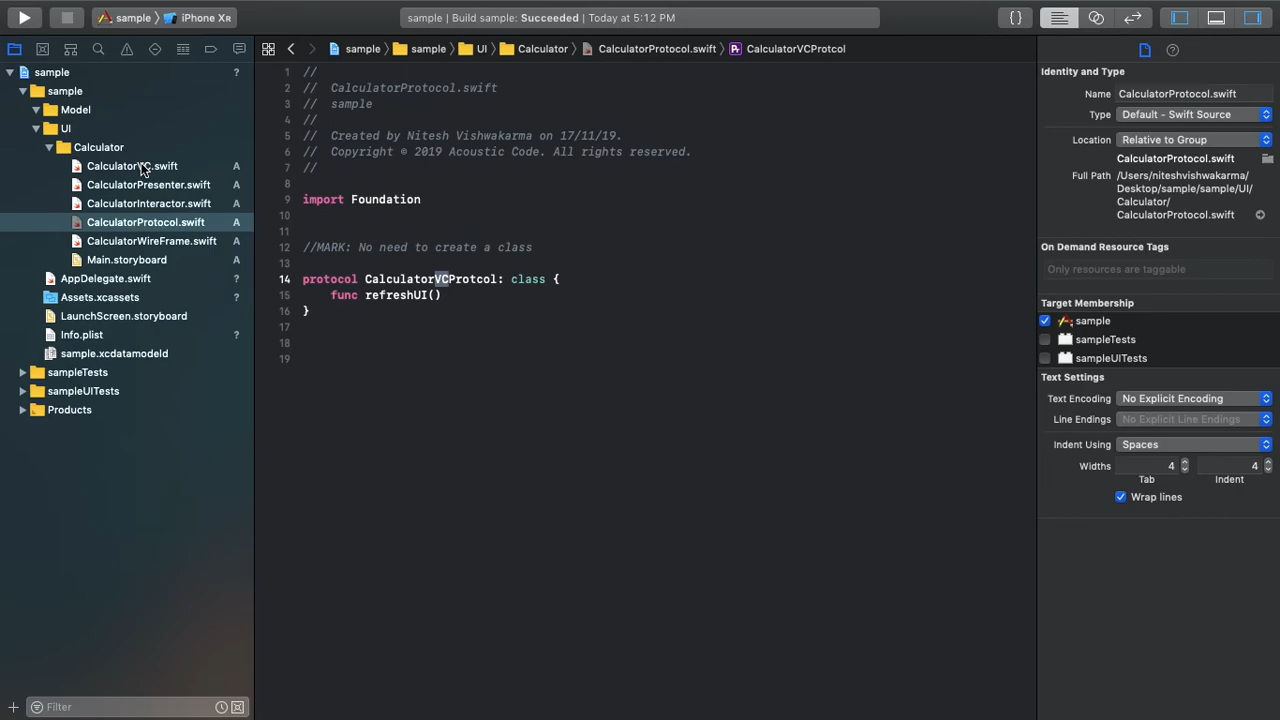 sample
iPhone XR
sample | Build sample: Succeeded | Today at 5:12 PM
{ }
sample
sample
UI
Calculator
CalculatorProtocol.swift
CalculatorVCProtcol
sample ?
sample
Model
UI
Calculator
CalculatorVC.swift A
CalculatorPresenter.swift A
CalculatorInteractor.swift A
CalculatorProtocol.swift A
CalculatorWireFrame.swift A
Main.storyboard A
AppDelegate.swift ?
Assets.xcassets ?
LaunchScreen.storyboard
Info.plist ?
sample.xcdatamodeld
sampleTests
sampleUITests
Products
Filter
1 //
2 //  CalculatorProtocol.swift
3 //  sample
4 //
5 //  Created by Nitesh Vishwakarma on 17/11/19.
6 //  Copyright © 2019 Acoustic Code. All rights reserved.
7 //
8
9 import Foundation
10
11
12 //MARK: No need to create a class
13
14 protocol CalculatorVCProtcol: class {
15     func refreshUI()
16 }
17
18
19
Identity and Type
Name CalculatorProtocol.swift
Type Default - Swift Source
Location Relative to Group
CalculatorProtocol.swift
Full Path /Users/niteshvishwakarma/
Desktop/sample/sample/UI/
Calculator/
CalculatorProtocol.swift
On Demand Resource Tags
Only resources are taggable
Target Membership
sample
sampleTests
sampleUITests
Text Settings
Text Encoding No Explicit Encoding
Line Endings No Explicit Line Endings
Indent Using Spaces
Widths 4 4
Tab Indent
Wrap lines